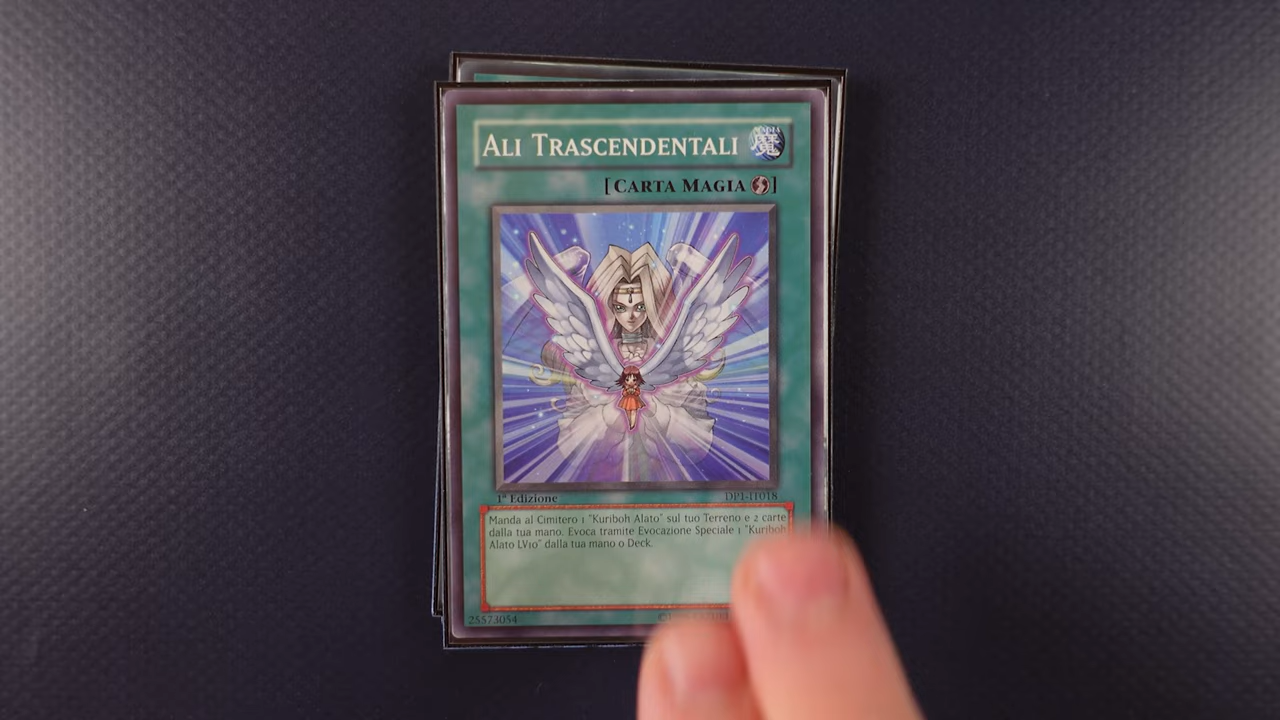 ALI TRASCENDENTALI
魔
[CARTA MAGIA]
1ª Edizione
DP1-IT018
Manda al Cimitero 1 "Kuriboh Alato" sul tuo Terreno e 2 carte
dalla tua mano. Evoca tramite Evocazione Speciale 1 "Kuriboh
Alato LV10" dalla tua mano o Deck.
25573054